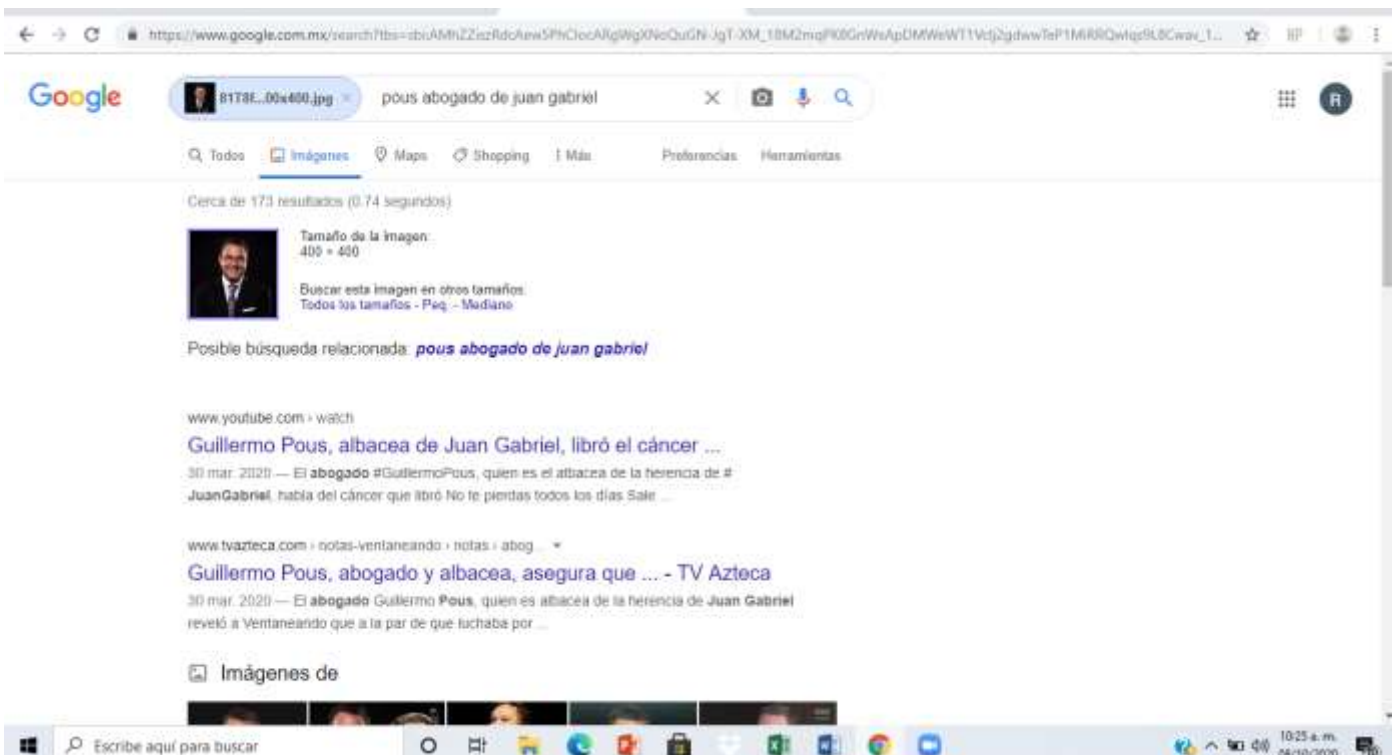 Google
8178f...00x400.jpg × pous abogado de juan gabriel
Todos Imágenes Maps Shopping Más Preferencias Herramientas
R
Cerca de 173 resultados (0.74 segundos)
Tamaño de la imagen:
400 × 400
Buscar esta imagen en otros tamaños:
Todos los tamaños - Peq. - Mediano
Posible búsqueda relacionada: pous abogado de juan gabriel
www.youtube.com › watch
Guillermo Pous, albacea de Juan Gabriel, libró el cáncer ...
30 mar. 2020 — El abogado #GuillermoPous, quien es el albacea de la herencia de #
JuanGabriel, habla del cáncer que libró No te pierdas todos los días Sale ...
www.tvazteca.com › notas-ventaneando › notas › abog...
Guillermo Pous, abogado y albacea, asegura que ... - TV Azteca
30 mar. 2020 — El abogado Guillermo Pous, quien es albacea de la herencia de Juan Gabriel
reveló a Ventaneando que a la par de que luchaba por ...
Imágenes de
Escribe aquí para buscar
10:25 a. m.